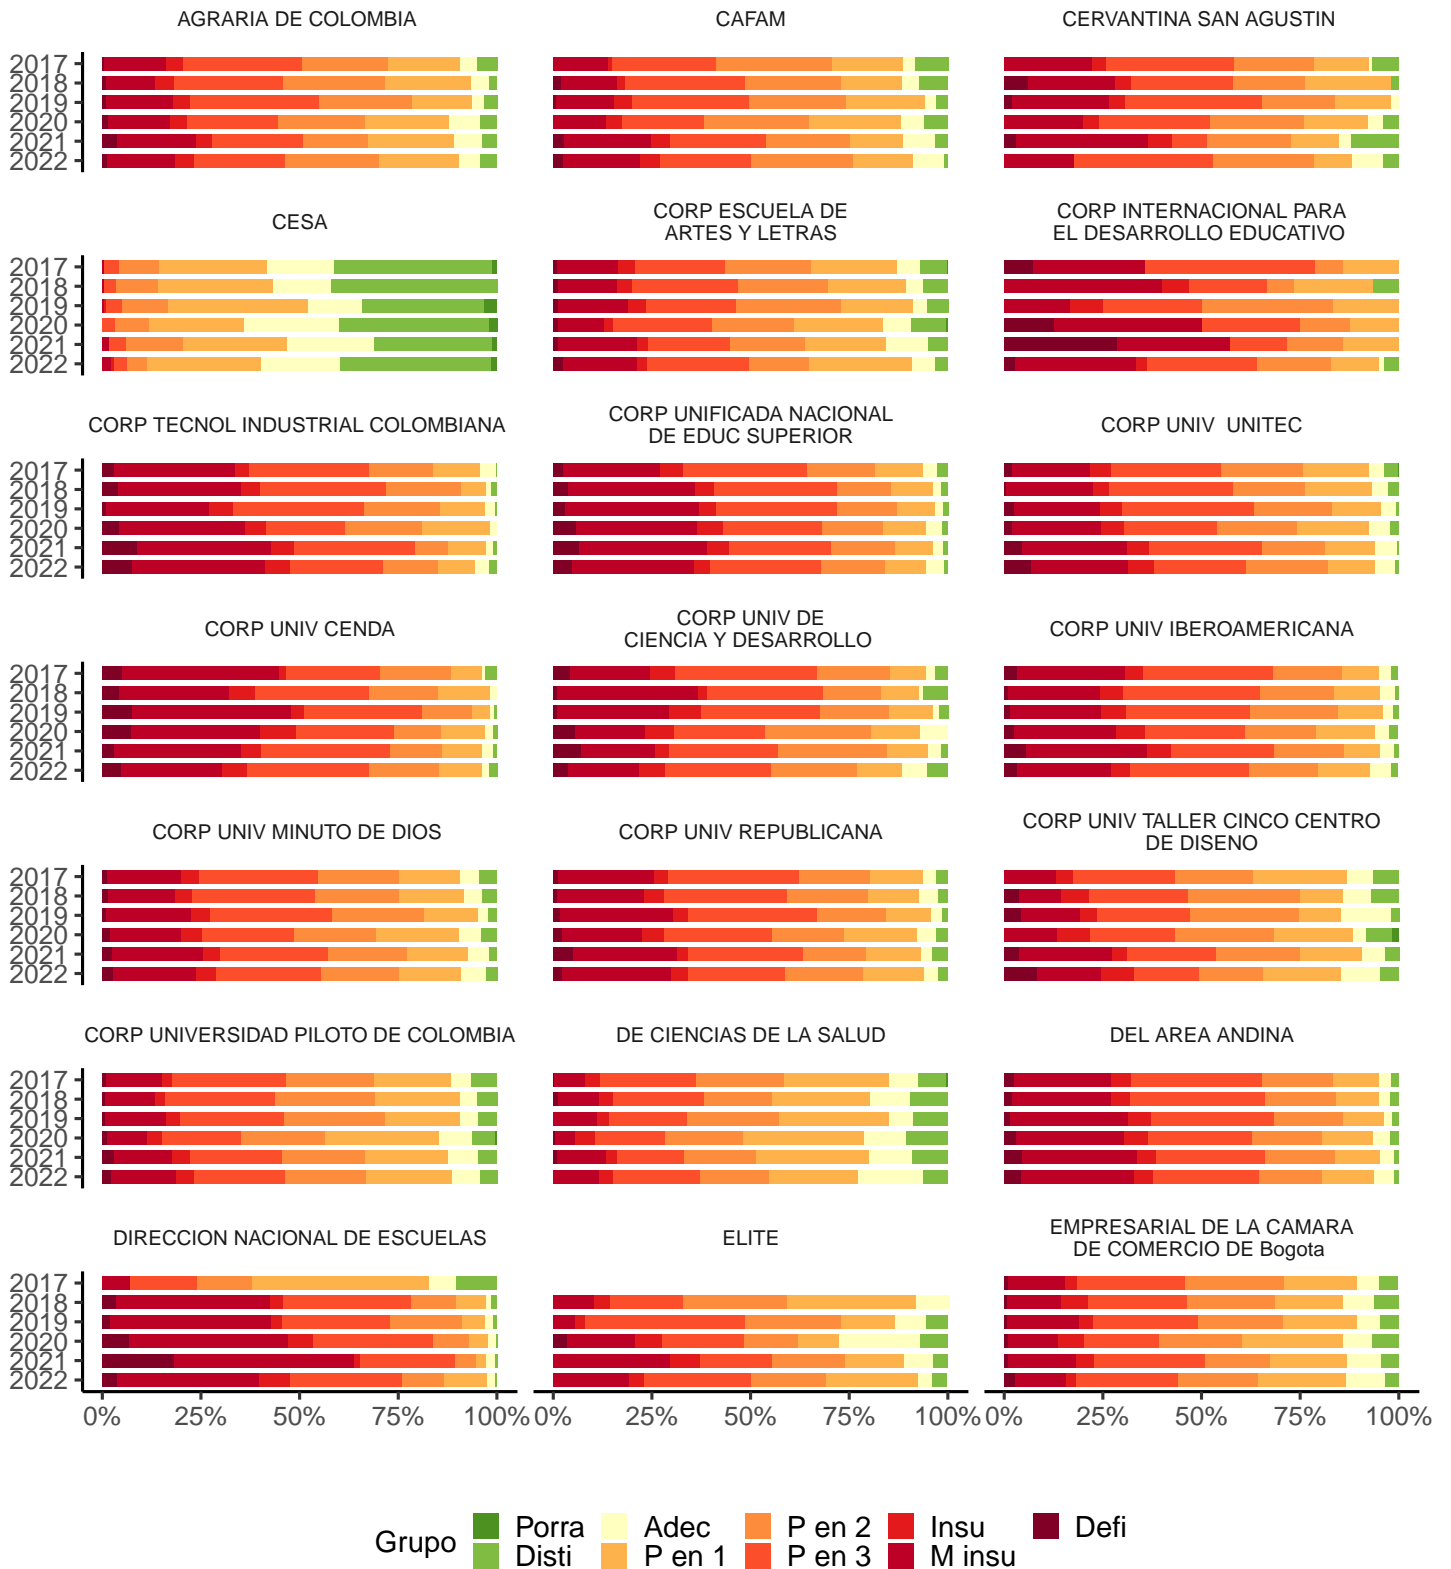 AGRARIA DE COLOMBIA
CAFAM
CERVANTINA SAN AGUSTIN
2017
2018
2019
2020
2021
2022
CESA
CORP ESCUELA DE
ARTES Y LETRAS
CORP INTERNACIONAL PARA
EL DESARROLLO EDUCATIVO
2017
2018
2019
2020
2021
2022
CORP TECNOL INDUSTRIAL COLOMBIANA
CORP UNIFICADA NACIONAL
DE EDUC SUPERIOR
CORP UNIV  UNITEC
2017
2018
2019
2020
2021
2022
CORP UNIV CENDA
CORP UNIV DE
CIENCIA Y DESARROLLO
CORP UNIV IBEROAMERICANA
2017
2018
2019
2020
2021
2022
CORP UNIV MINUTO DE DIOS
CORP UNIV REPUBLICANA
CORP UNIV TALLER CINCO CENTRO
DE DISENO
2017
2018
2019
2020
2021
2022
CORP UNIVERSIDAD PILOTO DE COLOMBIA
DE CIENCIAS DE LA SALUD
DEL AREA ANDINA
2017
2018
2019
2020
2021
2022
DIRECCION NACIONAL DE ESCUELAS
ELITE
EMPRESARIAL DE LA CAMARA
DE COMERCIO DE Bogota
2017
2018
2019
2020
2021
2022
0% 25% 50% 75% 100%
0% 25% 50% 75% 100%
0% 25% 50% 75% 100%
Grupo
Porra Adec P en 2 Insu Defi
Disti P en 1 P en 3 M insu